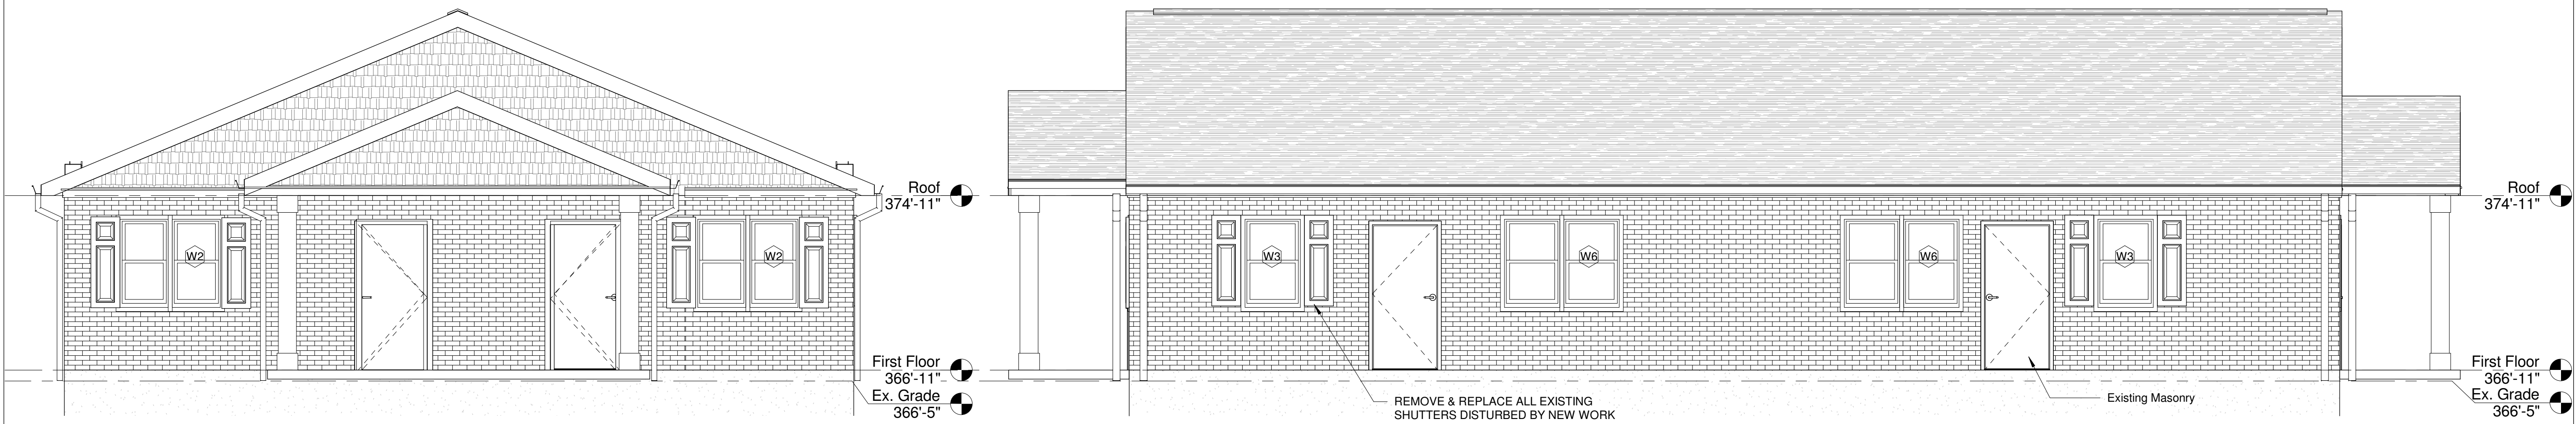 W2
W2
Roof
374'-11"
First Floor
366'-11"
Ex. Grade
366'-5"
W3
W6
W6
W3
REMOVE & REPLACE ALL EXISTING
SHUTTERS DISTURBED BY NEW WORK
Existing Masonry
Roof
374'-11"
First Floor
366'-11"
Ex. Grade
366'-5"